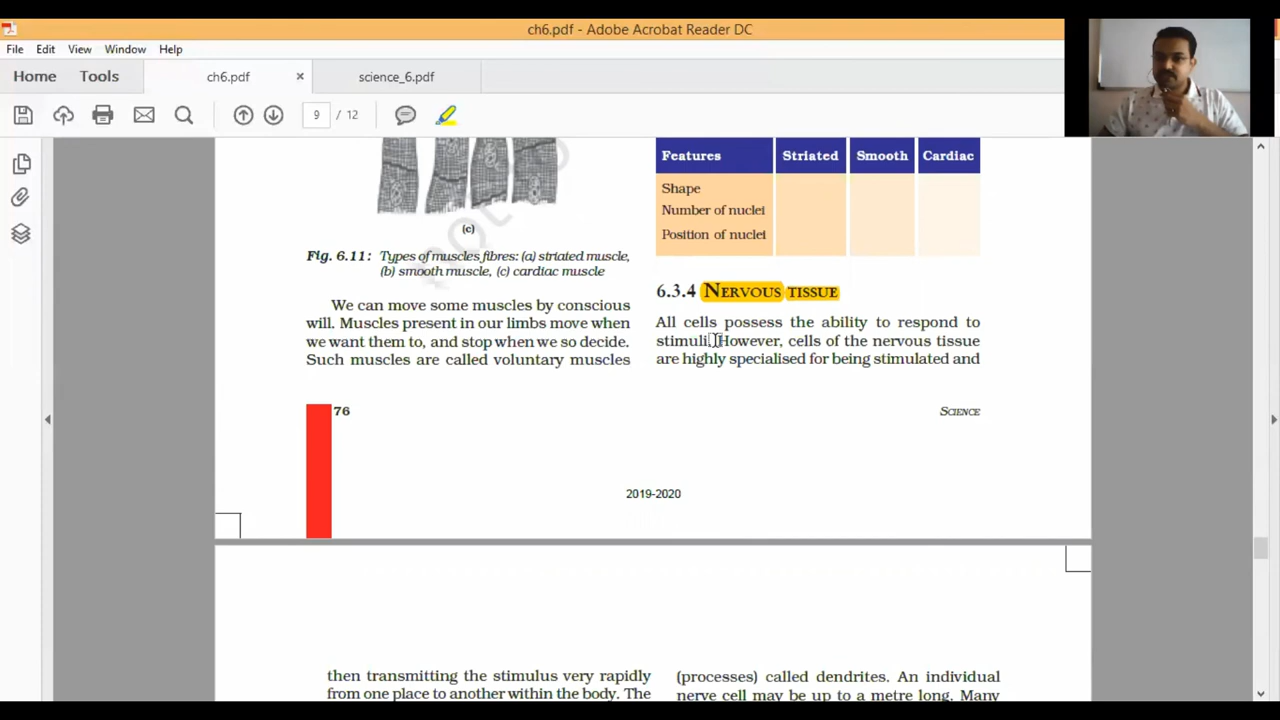 ch6.pdf - Adobe Acrobat Reader DC
File Edit View Window Help
Home Tools ch6.pdf × science_6.pdf
9 / 12
(c)
Fig. 6.11: Types of muscles fibres: (a) striated muscle,
(b) smooth muscle, (c) cardiac muscle
We can move some muscles by conscious
will. Muscles present in our limbs move when
we want them to, and stop when we so decide.
Such muscles are called voluntary muscles
Features Striated Smooth Cardiac
Shape
Number of nuclei
Position of nuclei
6.3.4 NERVOUS TISSUE
All cells possess the ability to respond to
stimuli. However, cells of the nervous tissue
are highly specialised for being stimulated and
76
SCIENCE
2019-2020
then transmitting the stimulus very rapidly
from one place to another within the body. The
(processes) called dendrites. An individual
nerve cell may be up to a metre long. Many